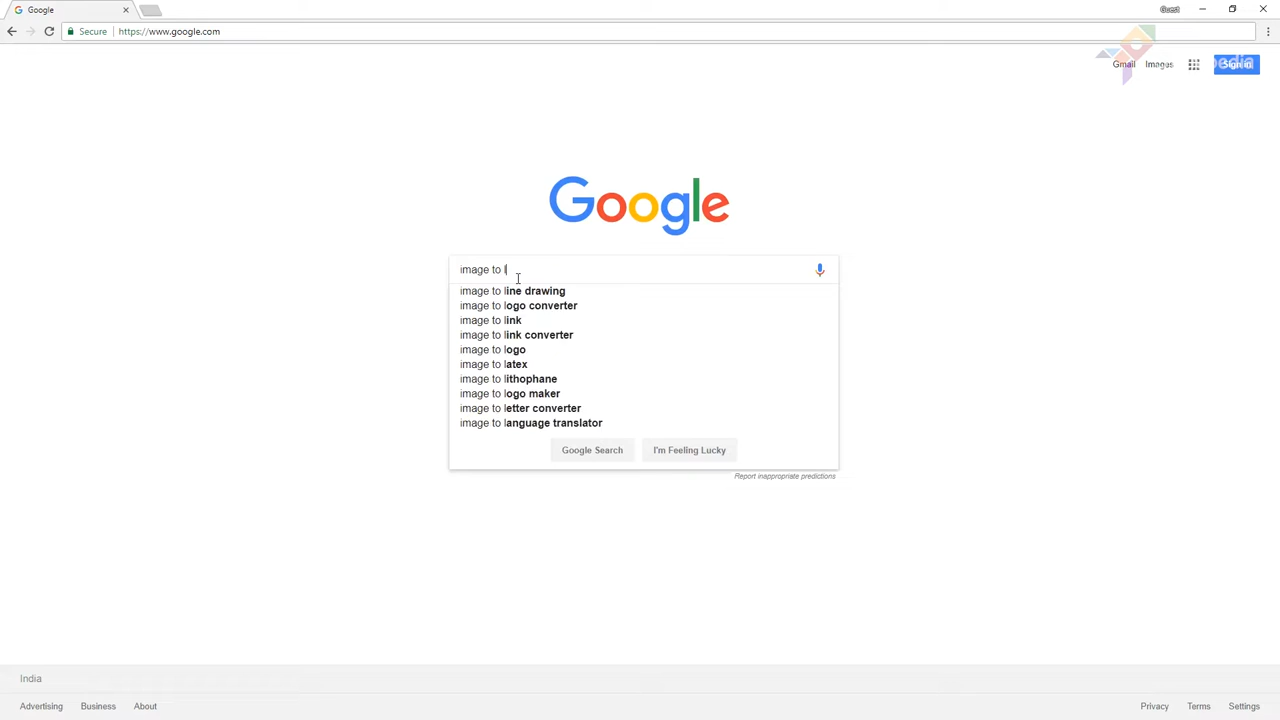 Google
Guest
Secure https://www.google.com
Gmail Images Sign in
Google
image to l
image to line drawing
image to logo converter
image to link
image to link converter
image to logo
image to latex
image to lithophane
image to logo maker
image to letter converter
image to language translator
Google Search I'm Feeling Lucky
Report inappropriate predictions
India
Advertising Business About Privacy Terms Settings